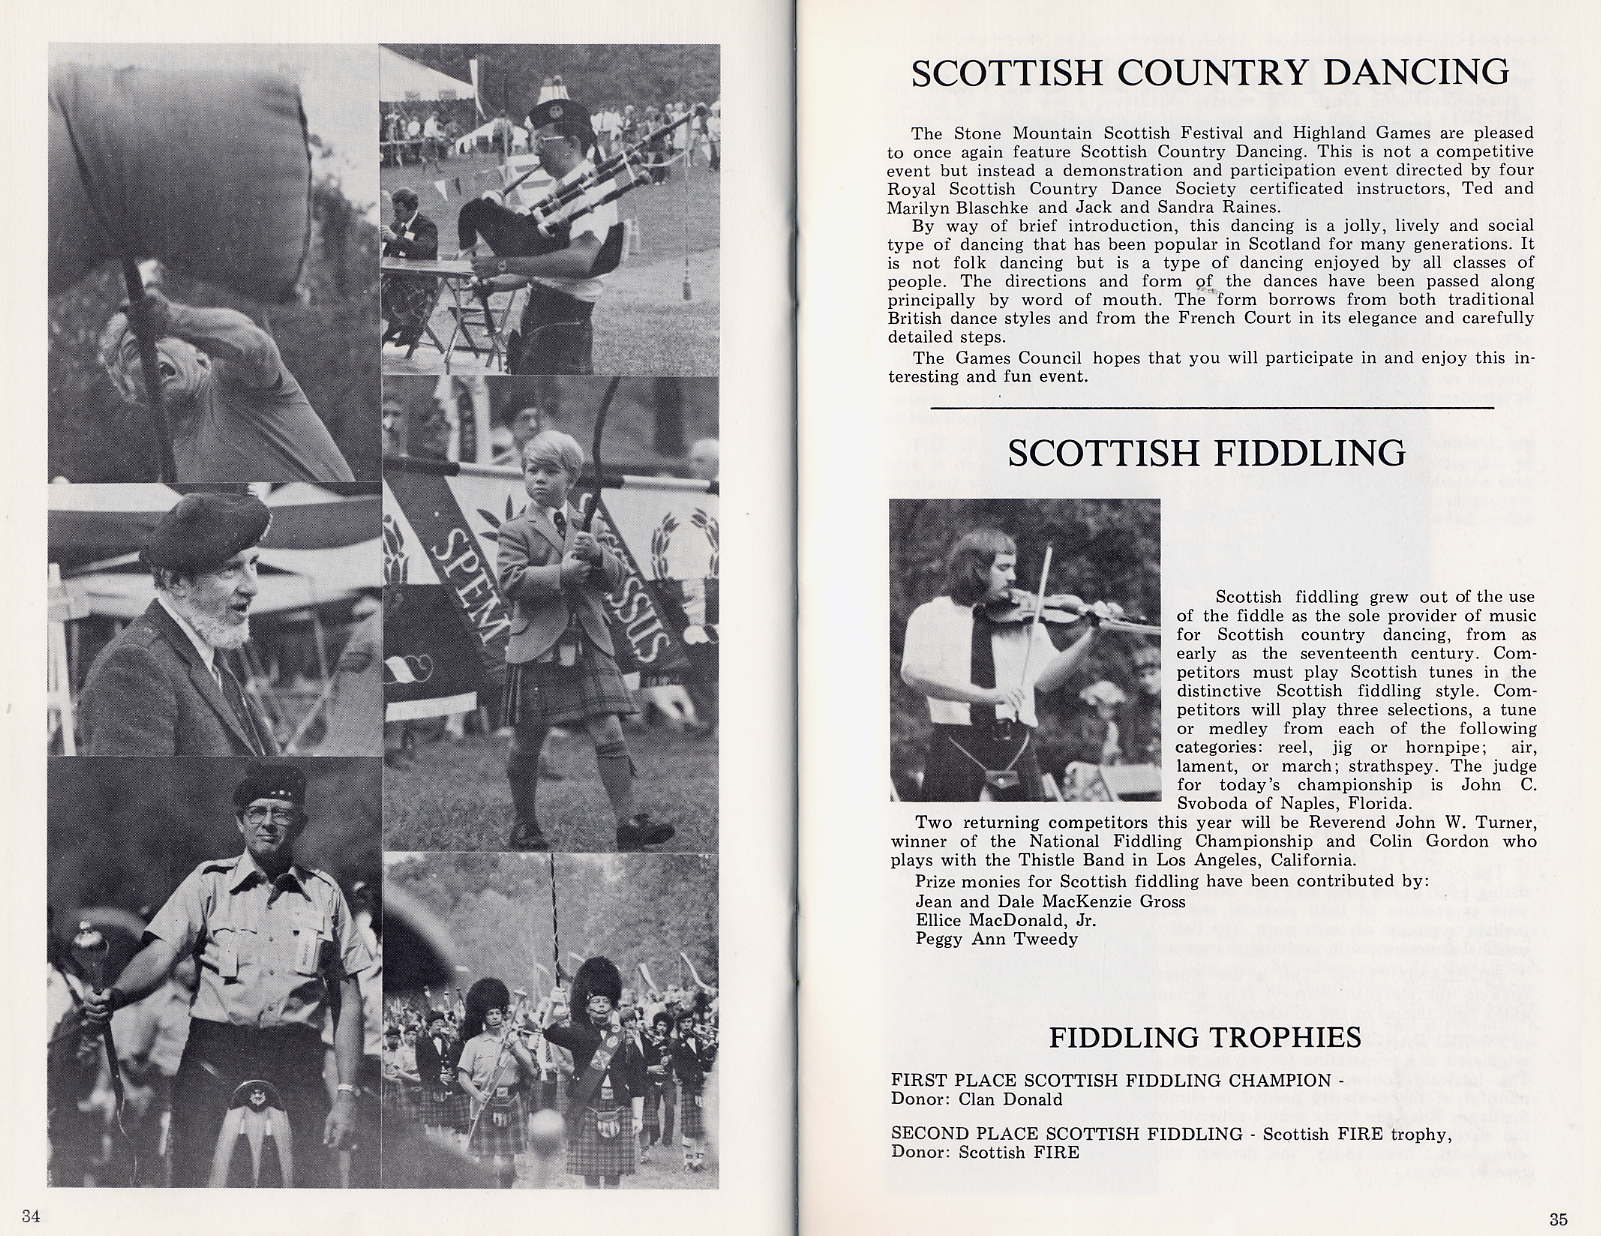 SPEM
SSUS
34
SCOTTISH COUNTRY DANCING
The Stone Mountain Scottish Festival and Highland Games are pleased
to once again feature Scottish Country Dancing. This is not a competitive
event but instead a demonstration and participation event directed by four
Royal Scottish Country Dance Society certificated instructors, Ted and
Marilyn Blaschke and Jack and Sandra Raines.
By way of brief introduction, this dancing is a jolly, lively and social
type of dancing that has been popular in Scotland for many generations. It
is not folk dancing but is a type of dancing enjoyed by all classes of
people. The directions and form of the dances have been passed along
principally by word of mouth. The form borrows from both traditional
British dance styles and from the French Court in its elegance and carefully
detailed steps.
The Games Council hopes that you will participate in and enjoy this in-
teresting and fun event.
SCOTTISH FIDDLING
Scottish fiddling grew out of the use
of the fiddle as the sole provider of music
for Scottish country dancing, from as
early as the seventeenth century. Com-
petitors must play Scottish tunes in the
distinctive Scottish fiddling style. Com-
petitors will play three selections, a tune
or medley from each of the following
categories: reel, jig or hornpipe; air,
lament, or march; strathspey. The judge
for today's championship is John C.
Svoboda of Naples, Florida.
Two returning competitors this year will be Reverend John W. Turner,
winner of the National Fiddling Championship and Colin Gordon who
plays with the Thistle Band in Los Angeles, California.
Prize monies for Scottish fiddling have been contributed by:
Jean and Dale MacKenzie Gross
Ellice MacDonald, Jr.
Peggy Ann Tweedy
FIDDLING TROPHIES
FIRST PLACE SCOTTISH FIDDLING CHAMPION -
Donor: Clan Donald
SECOND PLACE SCOTTISH FIDDLING - Scottish FIRE trophy,
Donor: Scottish FIRE
35